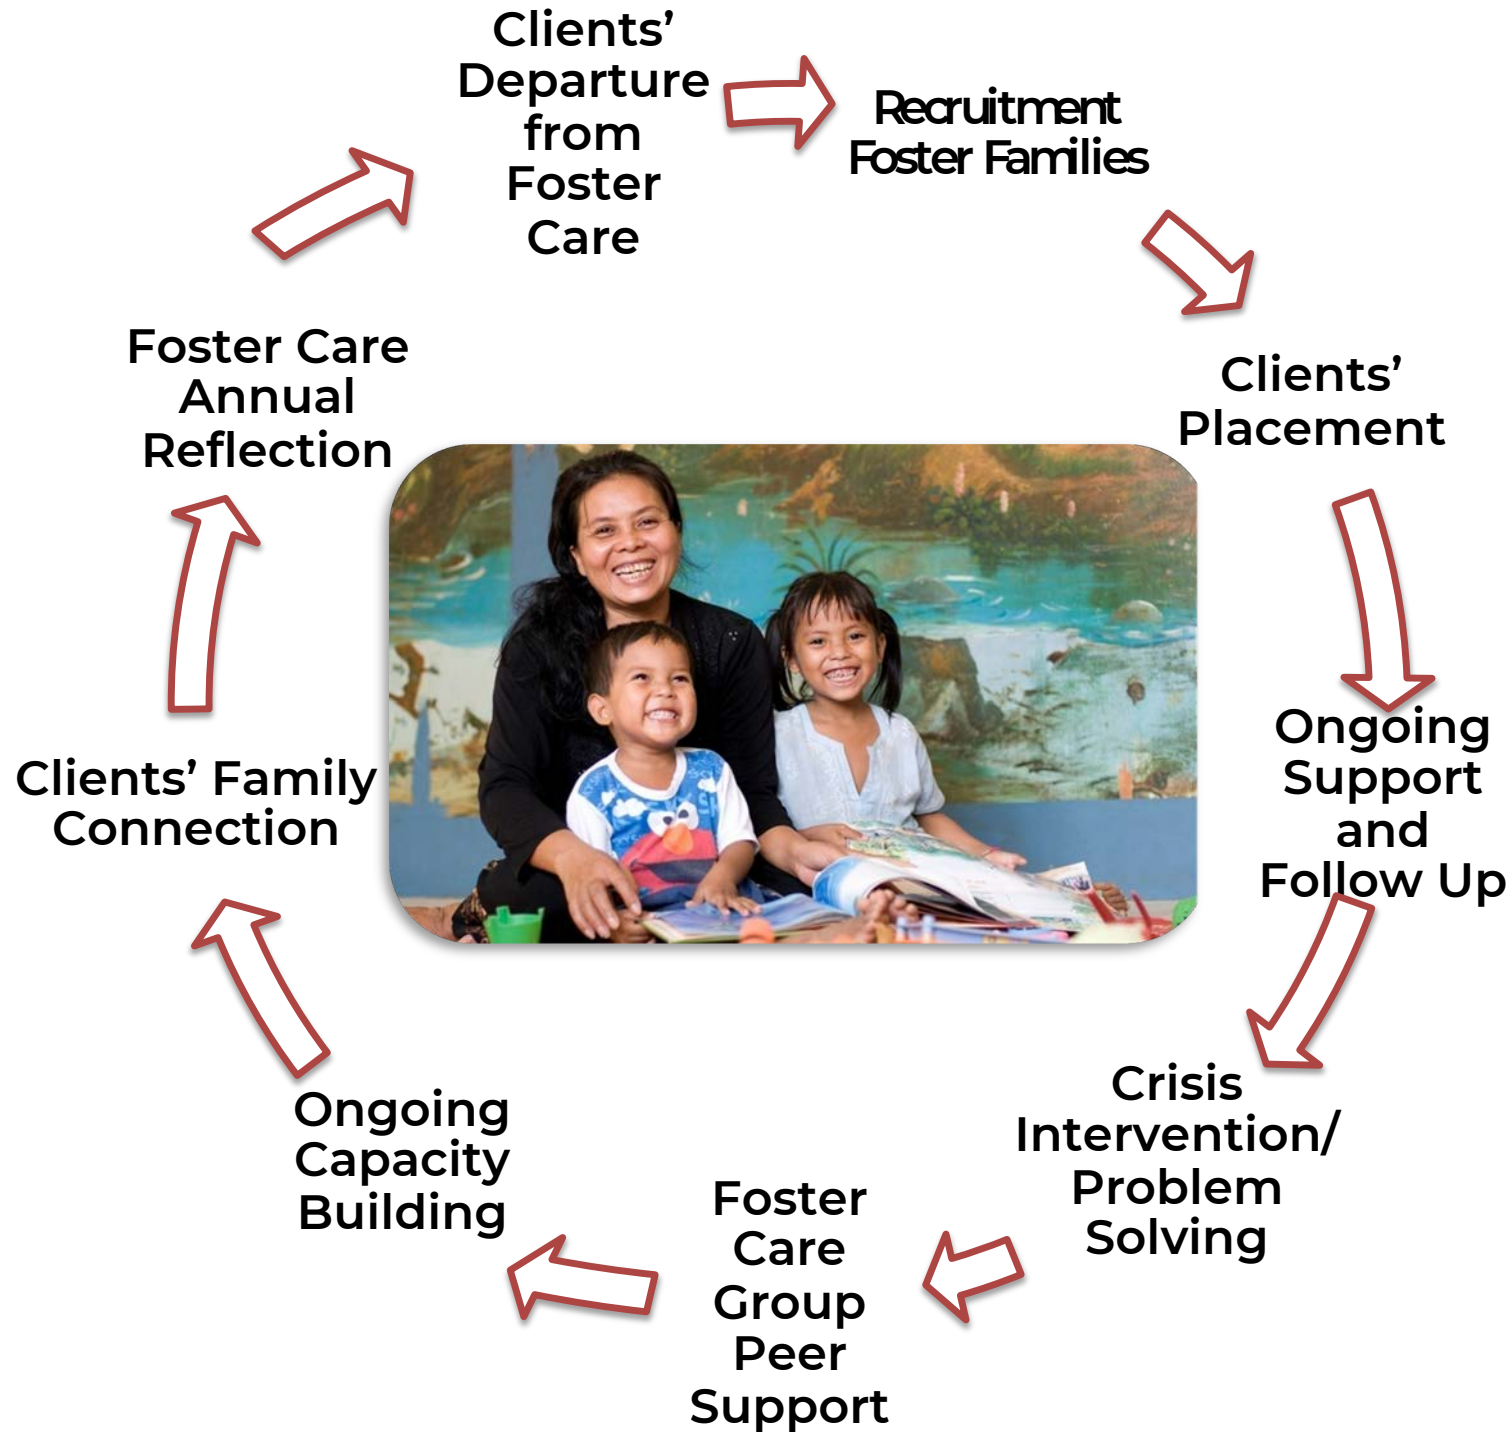 Clients’
Departure
from
Foster
Care
Recruitment
Foster Families
Clients’
Placement
Ongoing
Support
and
Follow Up
Crisis
Intervention/
Problem
Solving
Foster
Care
Group
Peer
Support
Ongoing
Capacity
Building
Clients’ Family
Connection
Foster Care
Annual
Reflection